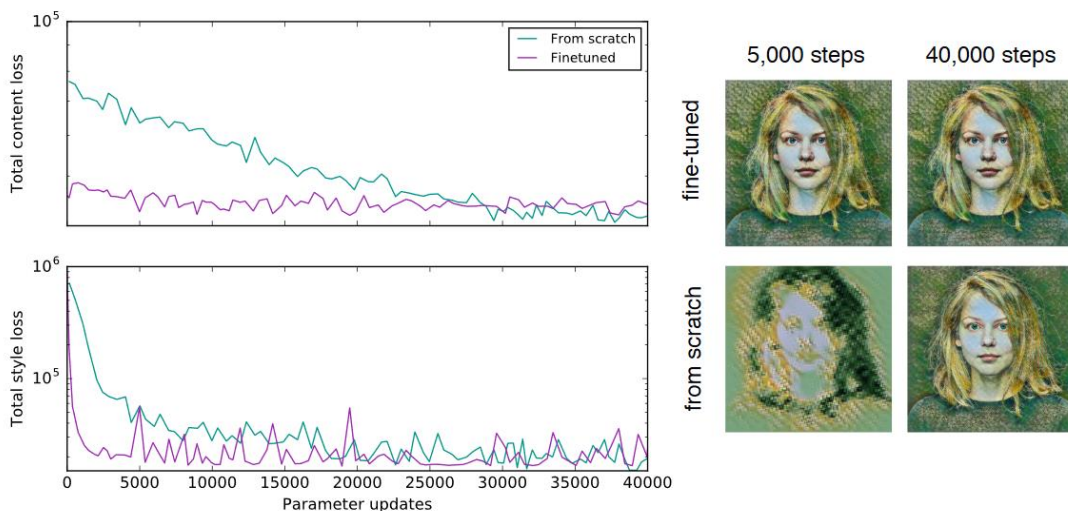 Total content loss
10^5
From scratch
Finetuned
Total style loss
10^6
10^5
0 5000 10000 15000 20000 25000 30000 35000 40000
Parameter updates
5,000 steps 40,000 steps
fine-tuned
from scratch